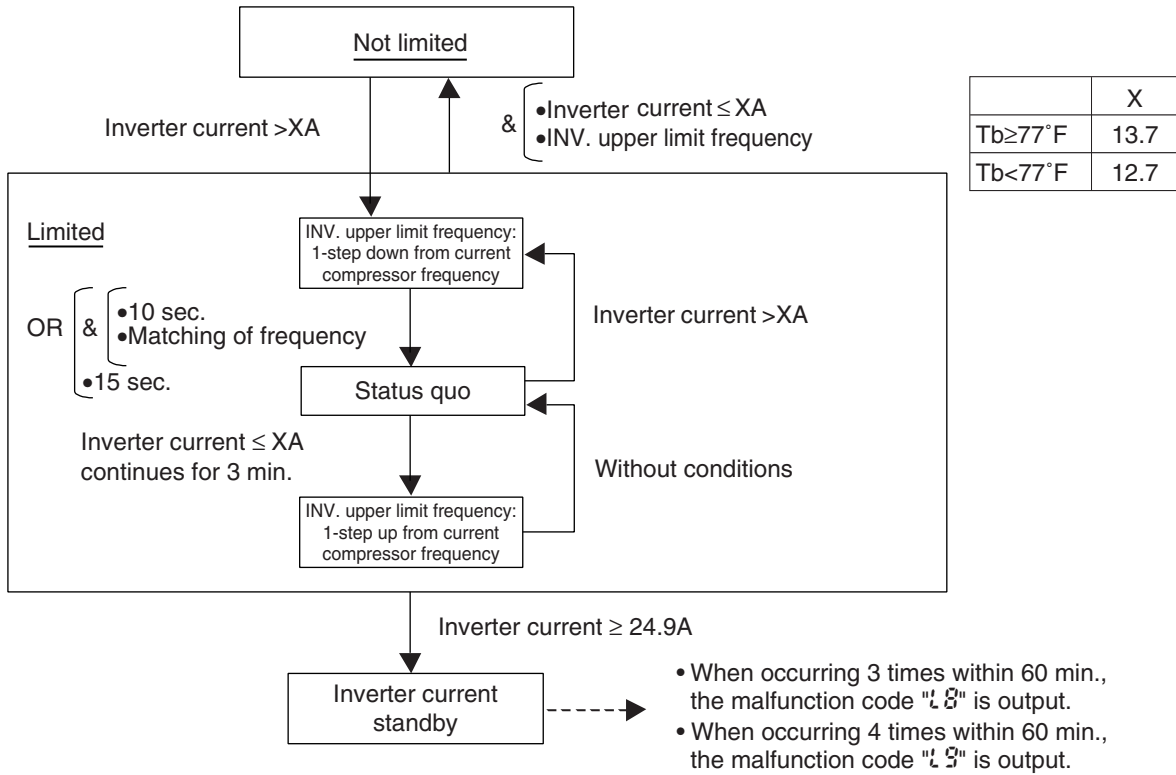 Not limited
Inverter current >XA
& •Inverter current ≤ XA
•INV. upper limit frequency
X
Tb≥77˚F 13.7
Tb<77˚F 12.7
Limited
INV. upper limit frequency:
1-step down from current
compressor frequency
OR & •10 sec.
•Matching of frequency
•15 sec.
Inverter current >XA
Status quo
Inverter current ≤ XA
continues for 3 min.
Without conditions
INV. upper limit frequency:
1-step up from current
compressor frequency
Inverter current ≥ 24.9A
Inverter current
standby
• When occurring 3 times within 60 min.,
the malfunction code "L8" is output.
• When occurring 4 times within 60 min.,
the malfunction code "L9" is output.